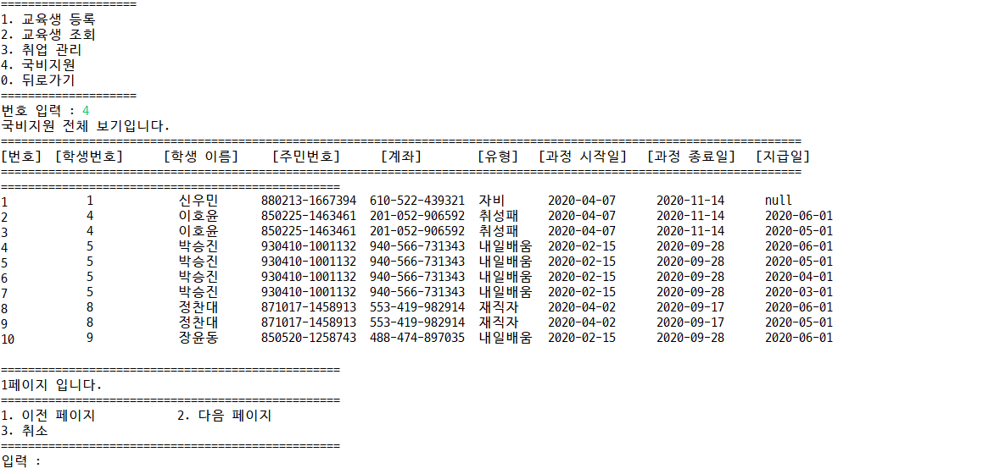 ====================
1. 교육생 등록
2. 교육생 조회
3. 취업 관리
4. 국비지원
0. 뒤로가기
====================
번호 입력 : 4
국비지원 전체 보기입니다.
======================================================================================================================
[번호] [학생번호] [학생 이름] [주민번호] [계좌] [유형] [과정 시작일] [과정 종료일] [지급일]
======================================================================================================================
==================================================
1 1 신우민 880213-1667394 610-522-439321 자비 2020-04-07 2020-11-14 null
2 4 이호윤 850225-1463461 201-052-906592 취성패 2020-04-07 2020-11-14 2020-06-01
3 4 이호윤 850225-1463461 201-052-906592 취성패 2020-04-07 2020-11-14 2020-05-01
4 5 박승진 930410-1001132 940-566-731343 내일배움 2020-02-15 2020-09-28 2020-06-01
5 5 박승진 930410-1001132 940-566-731343 내일배움 2020-02-15 2020-09-28 2020-05-01
6 5 박승진 930410-1001132 940-566-731343 내일배움 2020-02-15 2020-09-28 2020-04-01
7 5 박승진 930410-1001132 940-566-731343 내일배움 2020-02-15 2020-09-28 2020-03-01
8 8 정찬대 871017-1458913 553-419-982914 재직자 2020-04-02 2020-09-17 2020-06-01
9 8 정찬대 871017-1458913 553-419-982914 재직자 2020-04-02 2020-09-17 2020-05-01
10 9 장윤동 850520-1258743 488-474-897035 내일배움 2020-02-15 2020-09-28 2020-06-01
==================================================
1페이지 입니다.
==================================================
1. 이전 페이지 2. 다음 페이지
3. 취소
==================================================
입력 :